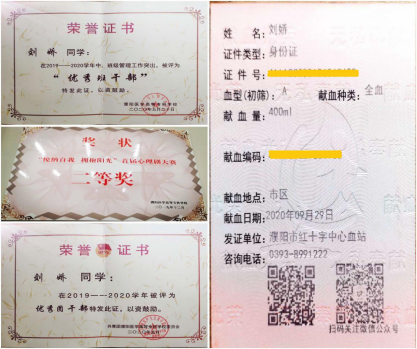 荣誉证书
刘娇 同学：
在2019—2020学年中，班级管理工作突出，被评为
“优秀班干部”
特发此证，以资鼓励。
奖状
首届心理剧大赛
二等奖
荣誉证书
刘娇 同学：
在2019——2020学年被评为
优秀团干部特发此证，以资鼓励。
姓名：刘娇
证件类型：身份证
证件号：
血型(初筛)：A 献血种类：全血
献血量：400ml
献血编码：
献血地点：市区
献血日期：2020年09月29日
发证单位：濮阳市红十字中心血站
咨询电话：0393-8991222
扫码关注微信公众号